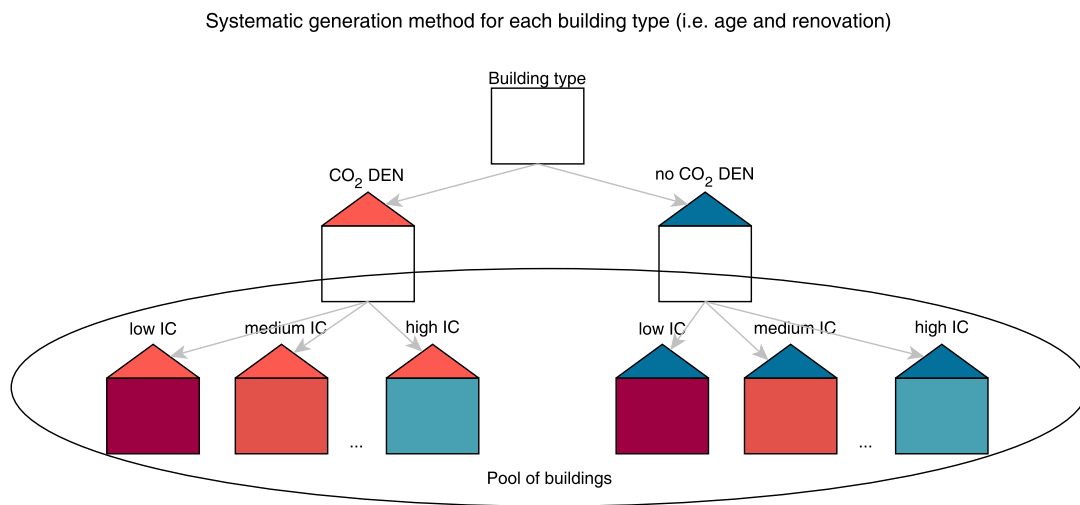 Systematic generation method for each building type (i.e. age and renovation)
Building type
CO₂ DEN
no CO₂ DEN
low IC
medium IC
high IC
low IC
medium IC
high IC
...
...
Pool of buildings